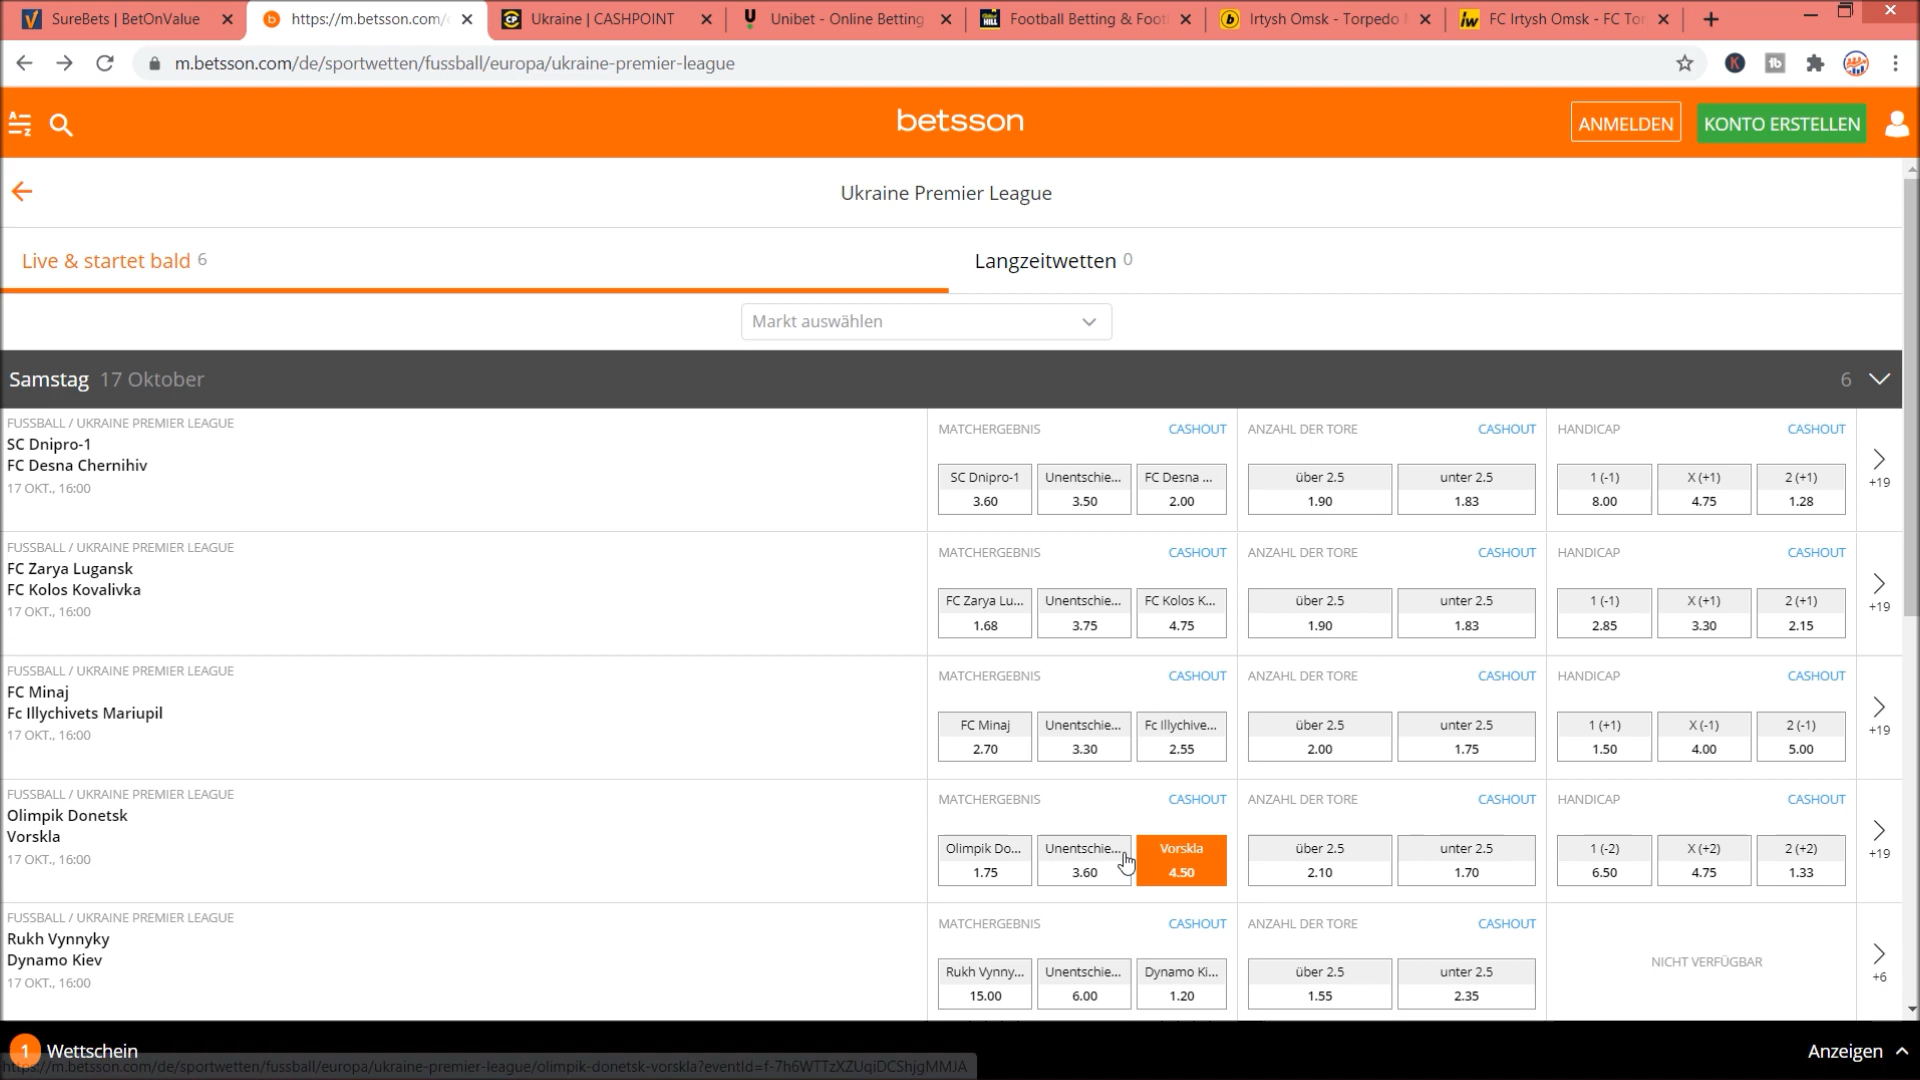 SureBets | BetOnValue
https://m.betsson.com/
Ukraine | CASHPOINT
Unibet - Online Betting
Football Betting & Foot
Irtysh Omsk - Torpedo
FC Irtysh Omsk - FC Tor
m.betsson.com/de/sportwetten/fussball/europa/ukraine-premier-league
betsson
ANMELDEN
KONTO ERSTELLEN
Ukraine Premier League
Live & startet bald 6
Langzeitwetten 0
Markt auswählen
Samstag 17 Oktober
6
FUSSBALL / UKRAINE PREMIER LEAGUE
SC Dnipro-1
FC Desna Chernihiv
17 OKT., 16:00
MATCHERGEBNIS CASHOUT
SC Dnipro-1 Unentschie... FC Desna ...
3.60 3.50 2.00
ANZAHL DER TORE CASHOUT
über 2.5 unter 2.5
1.90 1.83
HANDICAP CASHOUT
1 (-1) X (+1) 2 (+1)
8.00 4.75 1.28
+19
FUSSBALL / UKRAINE PREMIER LEAGUE
FC Zarya Lugansk
FC Kolos Kovalivka
17 OKT., 16:00
MATCHERGEBNIS CASHOUT
FC Zarya Lu... Unentschie... FC Kolos K...
1.68 3.75 4.75
ANZAHL DER TORE CASHOUT
über 2.5 unter 2.5
1.90 1.83
HANDICAP CASHOUT
1 (-1) X (+1) 2 (+1)
2.85 3.30 2.15
+19
FUSSBALL / UKRAINE PREMIER LEAGUE
FC Minaj
Fc Illychivets Mariupil
17 OKT., 16:00
MATCHERGEBNIS CASHOUT
FC Minaj Unentschie... Fc Illychive...
2.70 3.30 2.55
ANZAHL DER TORE CASHOUT
über 2.5 unter 2.5
2.00 1.75
HANDICAP CASHOUT
1 (+1) X (-1) 2 (-1)
1.50 4.00 5.00
+19
FUSSBALL / UKRAINE PREMIER LEAGUE
Olimpik Donetsk
Vorskla
17 OKT., 16:00
MATCHERGEBNIS CASHOUT
Olimpik Do... Unentschie... Vorskla
1.75 3.60 4.50
ANZAHL DER TORE CASHOUT
über 2.5 unter 2.5
2.10 1.70
HANDICAP CASHOUT
1 (-2) X (+2) 2 (+2)
6.50 4.75 1.33
+19
FUSSBALL / UKRAINE PREMIER LEAGUE
Rukh Vynnyky
Dynamo Kiev
17 OKT., 16:00
MATCHERGEBNIS CASHOUT
Rukh Vynny... Unentschie... Dynamo Ki...
15.00 6.00 1.20
ANZAHL DER TORE CASHOUT
über 2.5 unter 2.5
1.55 2.35
NICHT VERFÜGBAR
+6
1 Wettschein
Anzeigen
https://m.betsson.com/de/sportwetten/fussball/europa/ukraine-premier-league/olimpik-donetsk-vorskla?eventId=f-7h6WTTzXZUqiDCShjgMMJA